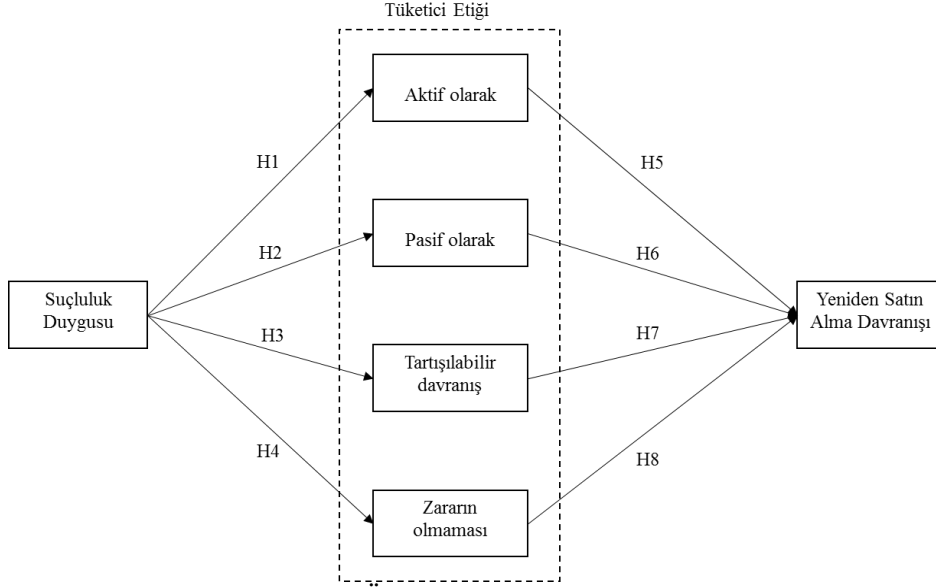 Tüketici Etiği
Aktif olarak
H1
H5
Pasif olarak
H2
H6
Suçluluk
Duygusu
Yeniden Satın
Alma Davranışı
H3
H7
Tartışılabilir
davranış
H4
H8
Zararın
olmaması